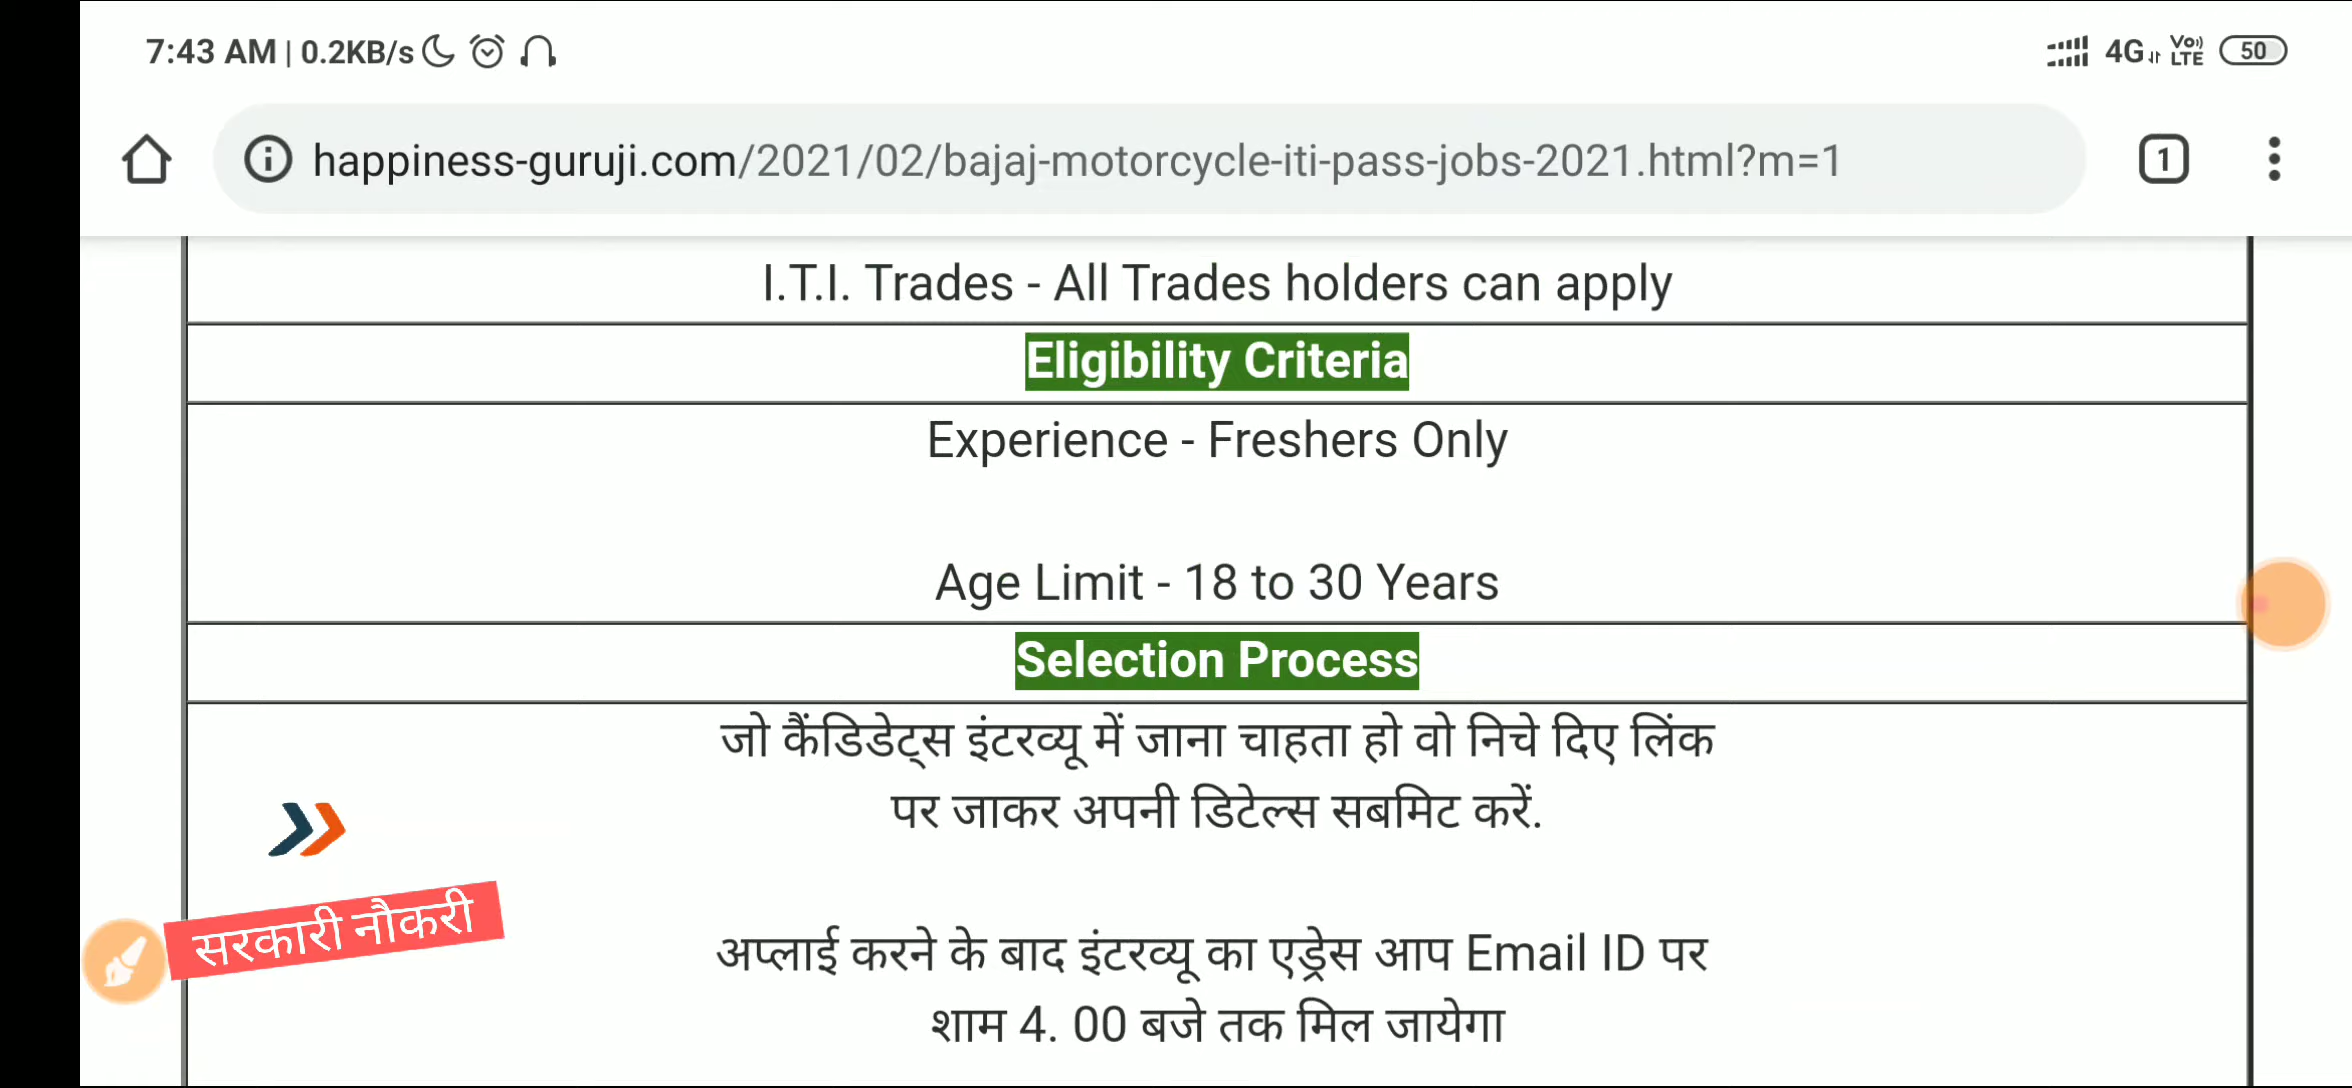 7:43 AM | 0.2KB/s 4G VoLTE 50
happiness-guruji.com/2021/02/bajaj-motorcycle-iti-pass-jobs-2021.html?m=1 1
I.T.I. Trades - All Trades holders can apply
Eligibility Criteria
Experience - Freshers Only
Age Limit - 18 to 30 Years
Selection Process
जो कैंडिडेट्स इंटरव्यू में जाना चाहता हो वो निचे दिए लिंक
पर जाकर अपनी डिटेल्स सबमिट करें.
सरकारी नौकरी
अप्लाई करने के बाद इंटरव्यू का एड्रेस आप Email ID पर
शाम 4. 00 बजे तक मिल जायेगा